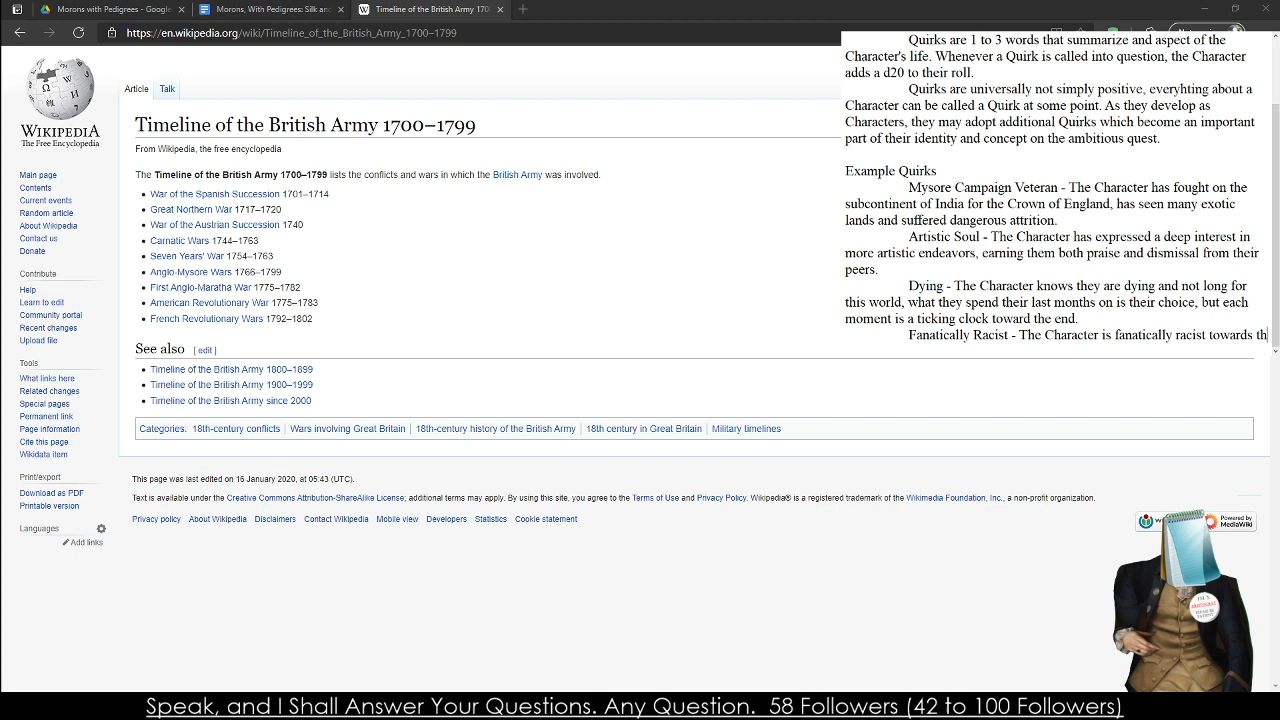 Morons with Pedigrees - Google
Morons, With Pedigrees: Silk and
Timeline of the British Army 1700
https://en.wikipedia.org/wiki/Timeline_of_the_British_Army_1700–1799
WIKIPEDIA
The Free Encyclopedia
Main page
Contents
Current events
Random article
About Wikipedia
Contact us
Donate
Contribute
Help
Learn to edit
Community portal
Recent changes
Upload file
Tools
What links here
Related changes
Special pages
Permanent link
Page information
Cite this page
Wikidata item
Print/export
Download as PDF
Printable version
Languages
Add links
Article Talk
Timeline of the British Army 1700–1799
From Wikipedia, the free encyclopedia
The Timeline of the British Army 1700–1799 lists the conflicts and wars in which the British Army was involved.
War of the Spanish Succession 1701–1714
Great Northern War 1717–1720
War of the Austrian Succession 1740
Carnatic Wars 1744–1763
Seven Years' War 1754–1763
Anglo-Mysore Wars 1766–1799
First Anglo-Maratha War 1775–1782
American Revolutionary War 1775–1783
French Revolutionary Wars 1792–1802
See also [ edit ]
Timeline of the British Army 1800–1899
Timeline of the British Army 1900–1999
Timeline of the British Army since 2000
Categories: 18th-century conflicts | Wars involving Great Britain | 18th-century history of the British Army | 18th century in Great Britain | Military timelines
This page was last edited on 16 January 2020, at 05:43 (UTC).
Text is available under the Creative Commons Attribution-ShareAlike License; additional terms may apply. By using this site, you agree to the Terms of Use and Privacy Policy. Wikipedia® is a registered trademark of the Wikimedia Foundation, Inc., a non-profit organization.
Privacy policy About Wikipedia Disclaimers Contact Wikipedia Mobile view Developers Statistics Cookie statement
Powered by
MediaWiki
Quirks are 1 to 3 words that summarize and aspect of the
Character's life. Whenever a Quirk is called into question, the Character
adds a d20 to their roll.
Quirks are universally not simply positive, everyhting about a
Character can be called a Quirk at some point. As they develop as
Characters, they may adopt additional Quirks which become an important
part of their identity and concept on the ambitious quest.
Example Quirks
Mysore Campaign Veteran - The Character has fought on the
subcontinent of India for the Crown of England, has seen many exotic
lands and suffered dangerous attrition.
Artistic Soul - The Character has expressed a deep interest in
more artistic endeavors, earning them both praise and dismissal from their
peers.
Dying - The Character knows they are dying and not long for
this world, what they spend their last months on is their choice, but each
moment is a ticking clock toward the end.
Fanatically Racist - The Character is fanatically racist towards th
I'M A
Speak, and I Shall Answer Your Questions. Any Question. 58 Followers (42 to 100 Followers)